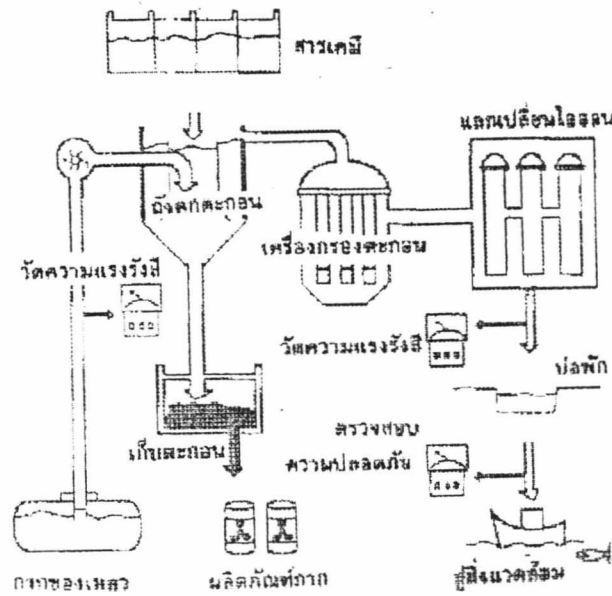 สารเคมี
แลกเปลี่ยนไอออน
ถังตกตะกอน
เครื่องกรองตะกอน
วัดความแรงรังสี
วัดความแรงรังสี
บ่อพัก
เก็บตะกอน
ตรวจสอบ
ความปลอดภัย
กากของเหลว
ผลิตภัณฑ์กาก
สู่สิ่งแวดล้อม